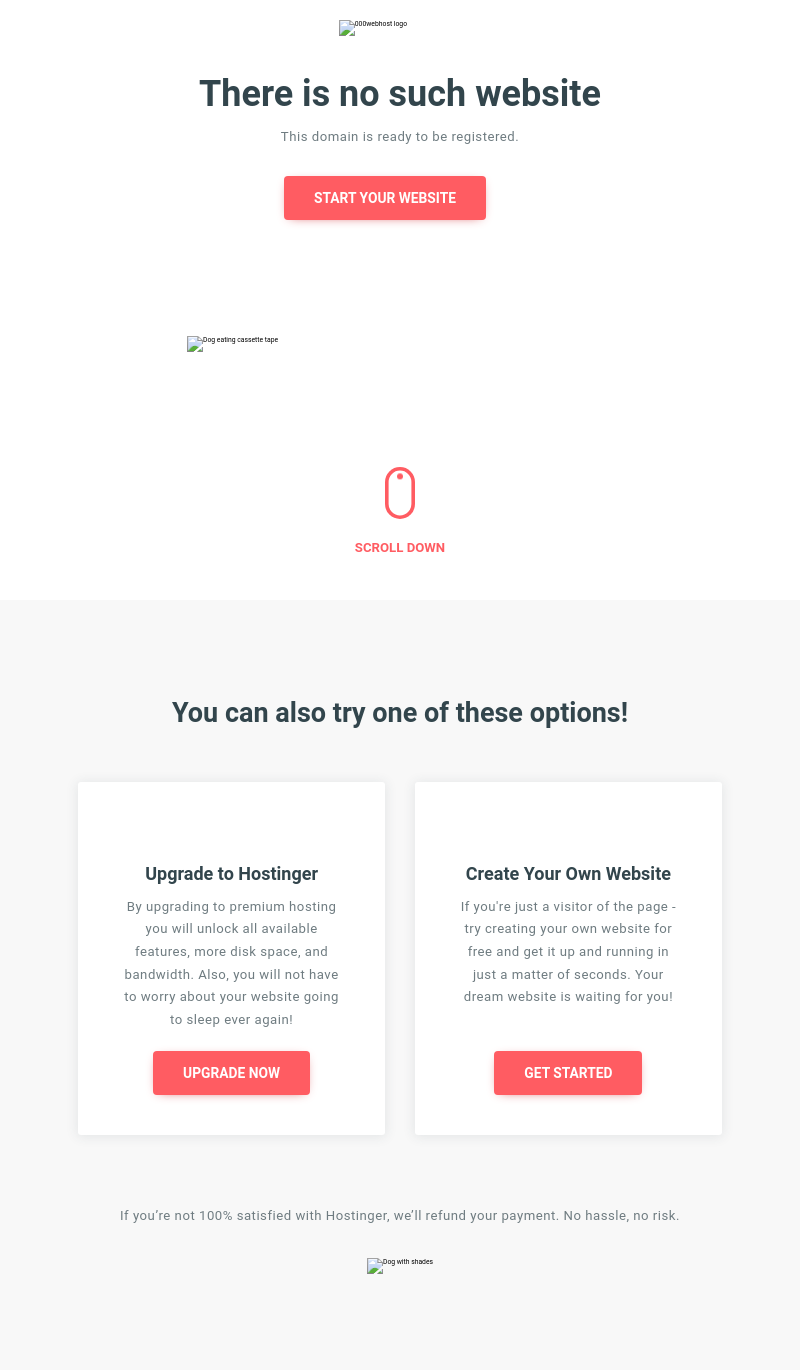 000webhost logo
There is no such website
This domain is ready to be registered.
START YOUR WEBSITE
Dog eating cassette tape
SCROLL DOWN
You can also try one of these options!
Upgrade to Hostinger
By upgrading to premium hosting
you will unlock all available
features, more disk space, and
bandwidth. Also, you will not have
to worry about your website going
to sleep ever again!
UPGRADE NOW
Create Your Own Website
If you're just a visitor of the page -
try creating your own website for
free and get it up and running in
just a matter of seconds. Your
dream website is waiting for you!
GET STARTED
If you’re not 100% satisfied with Hostinger, we’ll refund your payment. No hassle, no risk.
Dog with shades